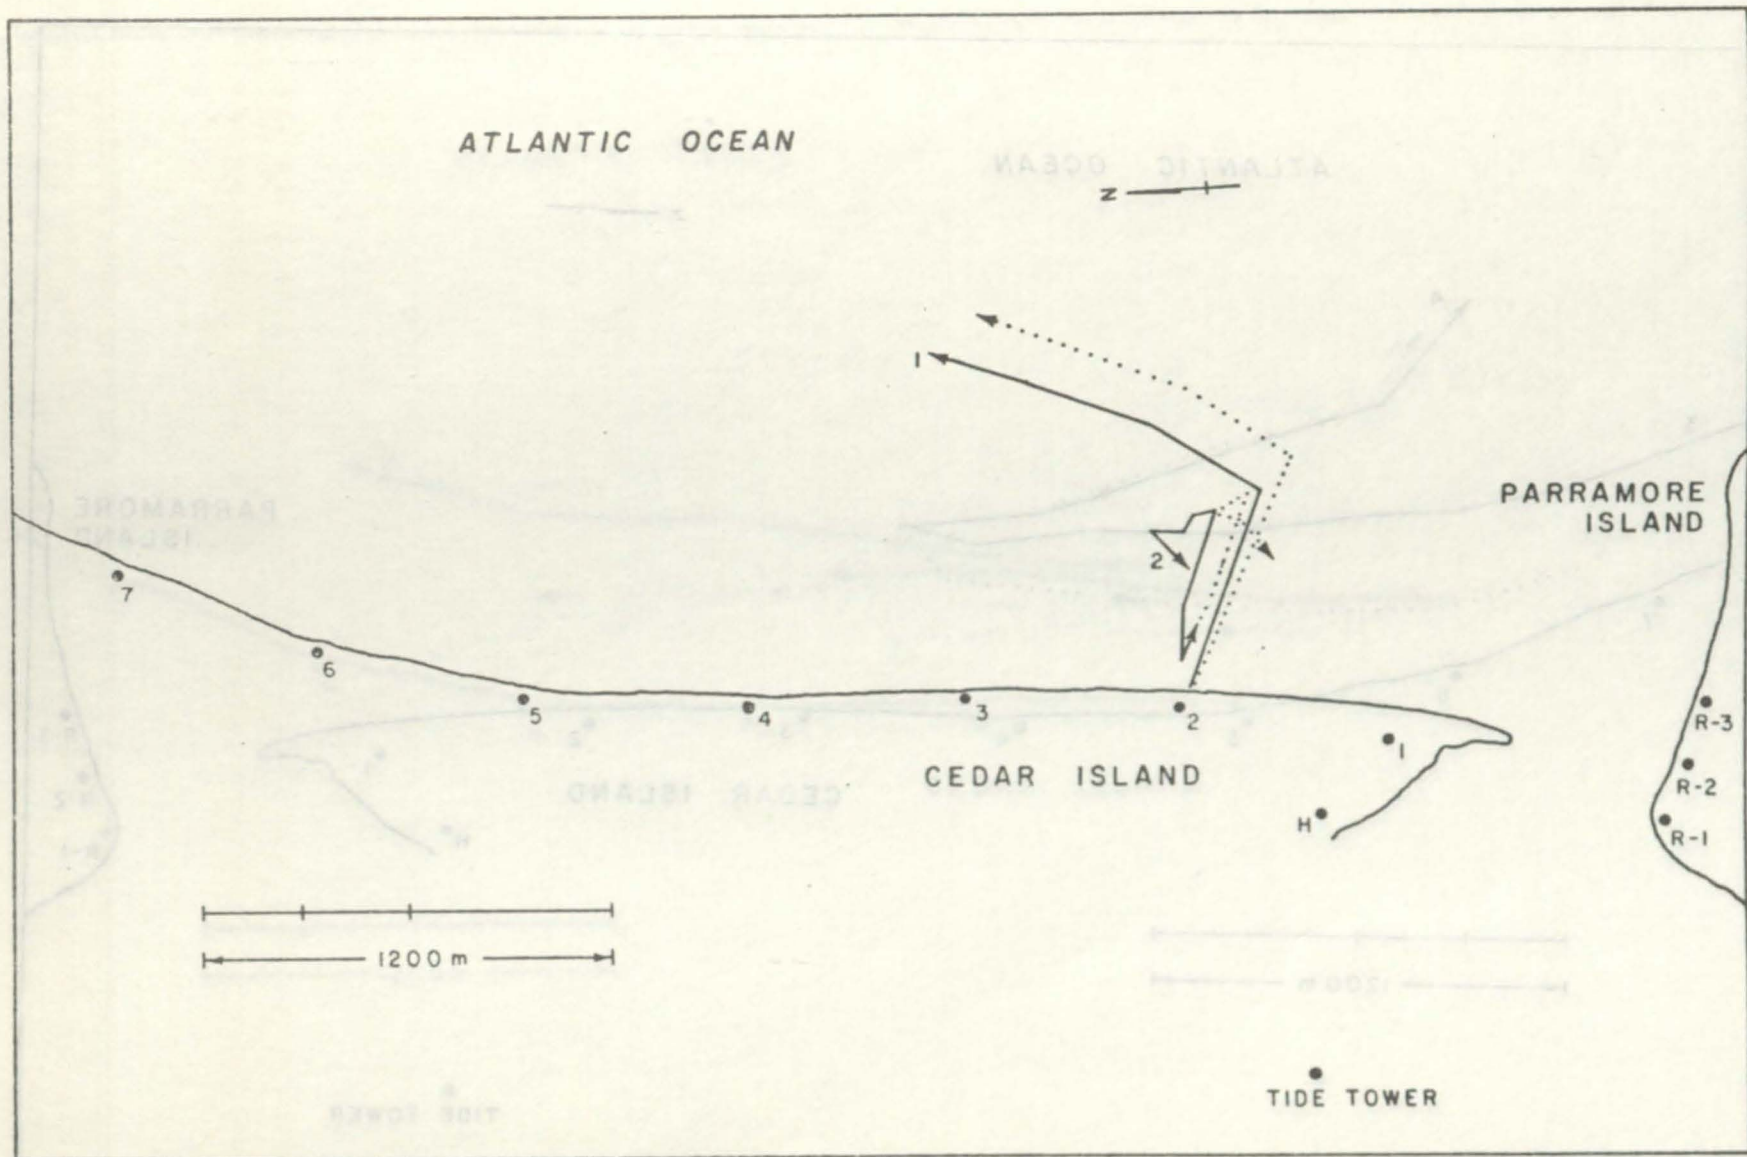 ATLANTIC OCEAN
N
1
PARRAMORE
ISLAND
2
7
6
5
4
3
2
1
R-3
CEDAR ISLAND
R-2
H
R-1
1200 m
TIDE TOWER